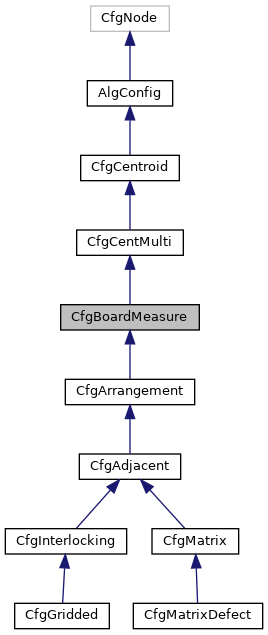 CfgNode
AlgConfig
CfgCentroid
CfgCentMulti
CfgBoardMeasure
CfgArrangement
CfgAdjacent
CfgInterlocking
CfgMatrix
CfgGridded
CfgMatrixDefect